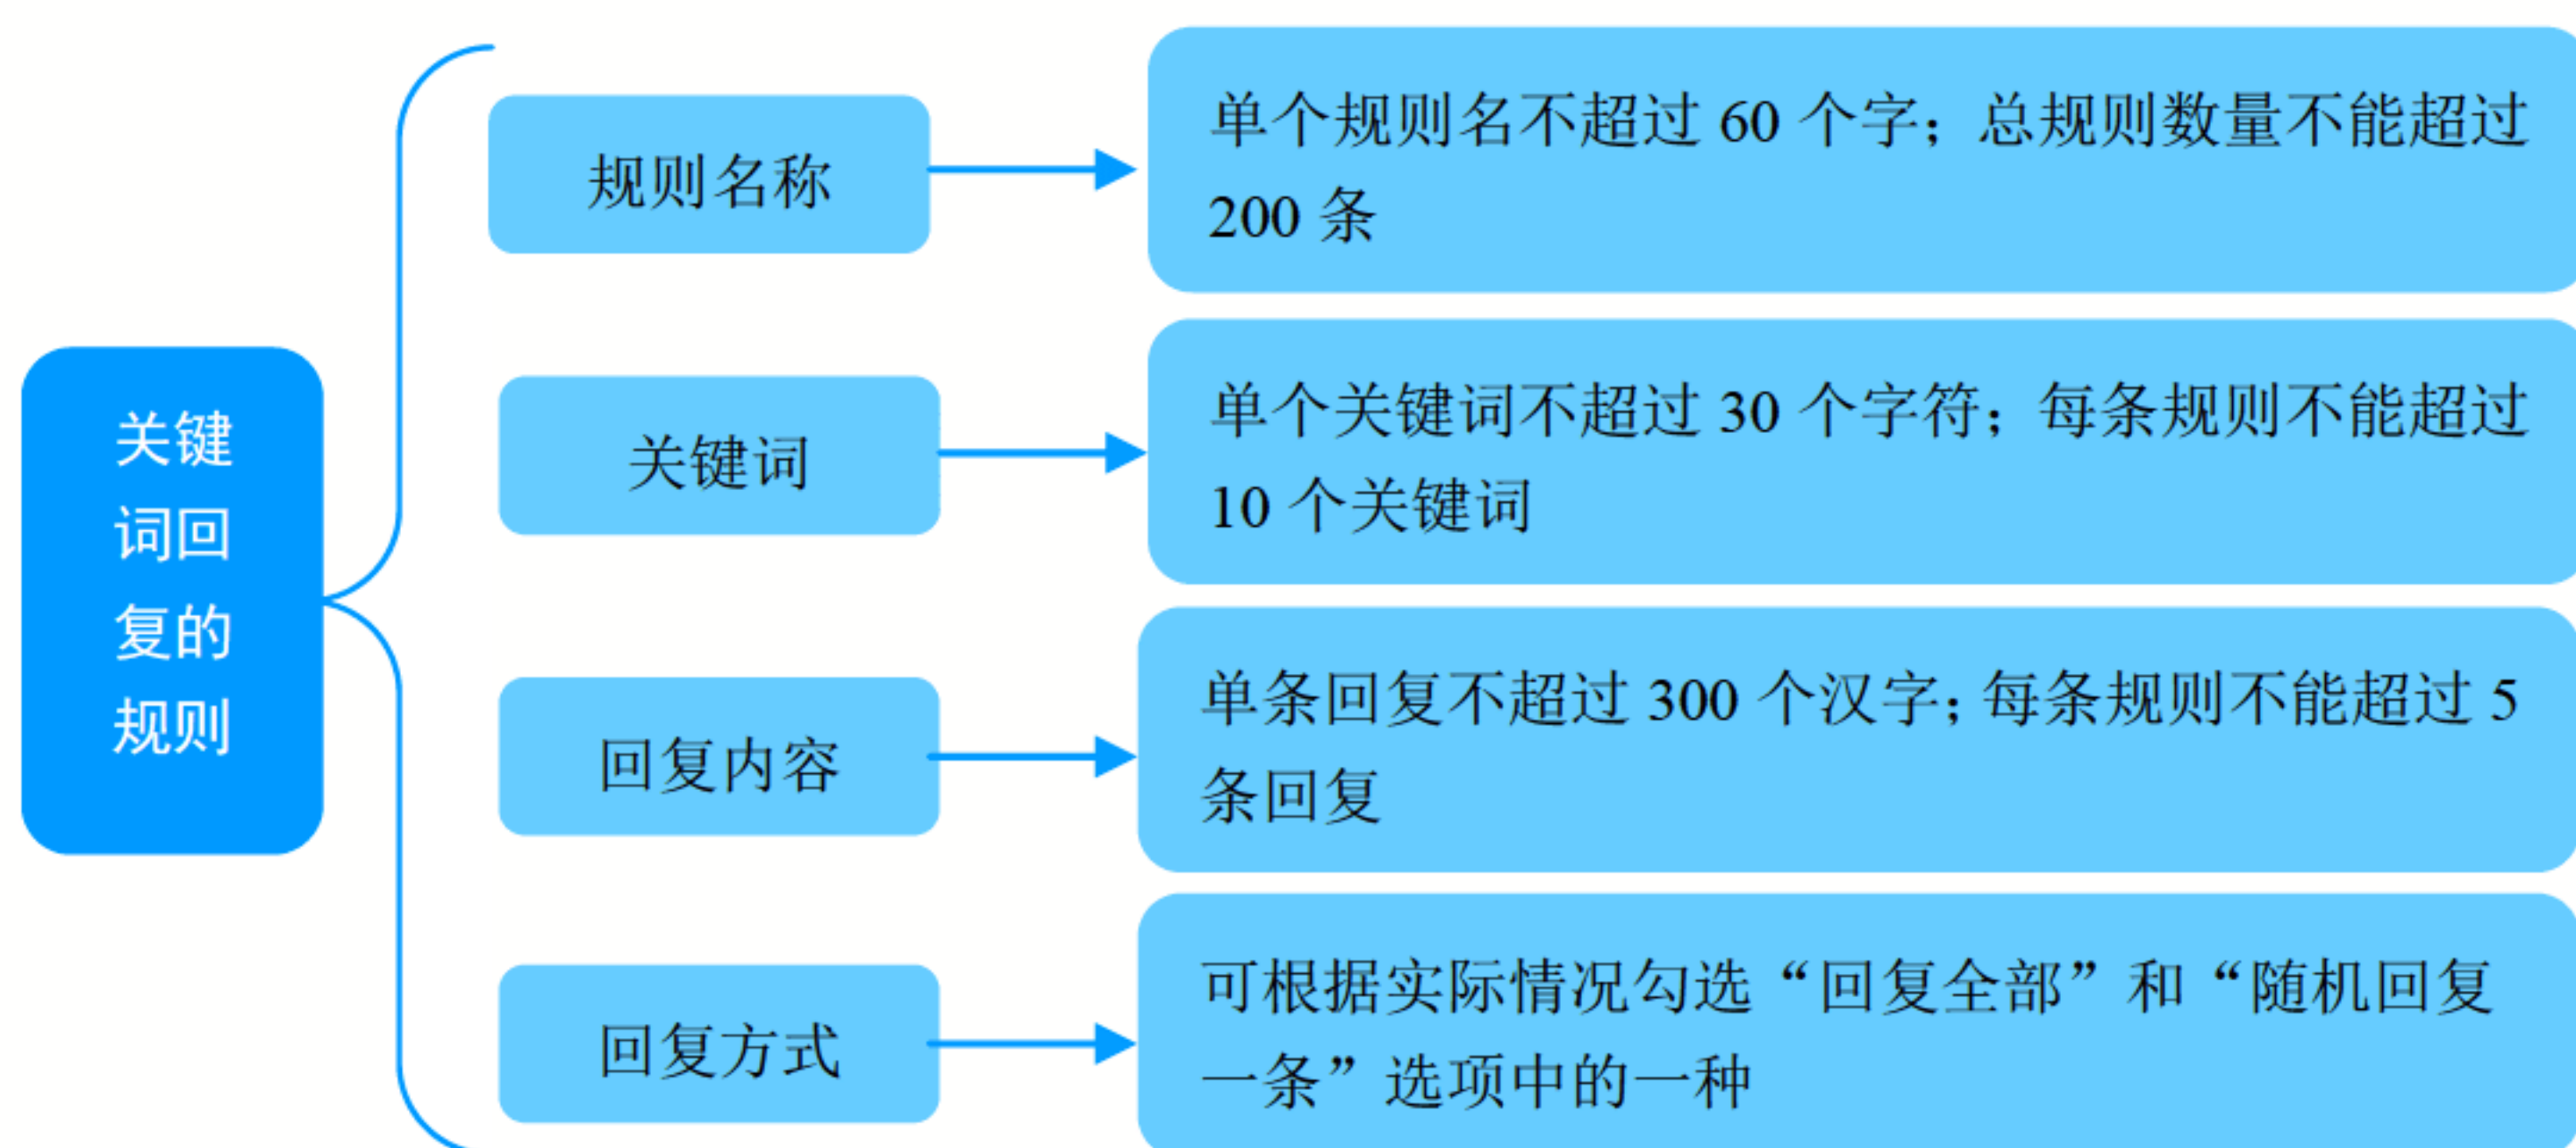 关键
词回
复的
规则
规则名称
单个规则名不超过 60 个字；总规则数量不能超过
200 条
关键词
单个关键词不超过 30 个字符；每条规则不能超过
10 个关键词
回复内容
单条回复不超过 300 个汉字；每条规则不能超过 5
条回复
回复方式
可根据实际情况勾选“回复全部”和“随机回复
一条”选项中的一种